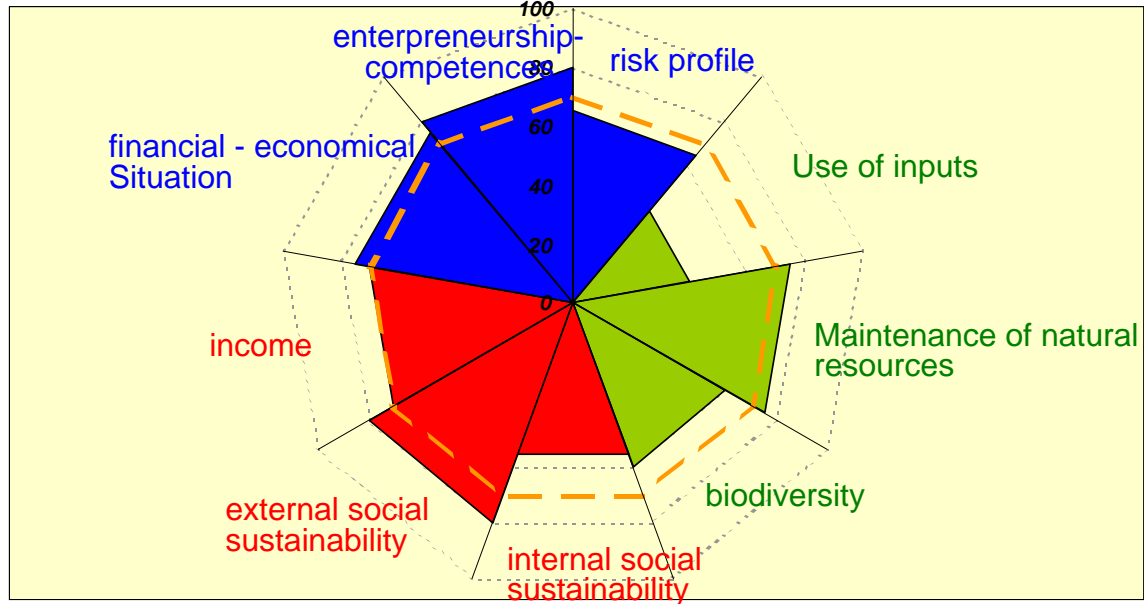 100
enterpreneurship-
competences
80
risk profile
60
financial - economical
Situation
Use of inputs
40
20
0
income
Maintenance of natural
resources
biodiversity
external social
sustainability
internal social
sustainability